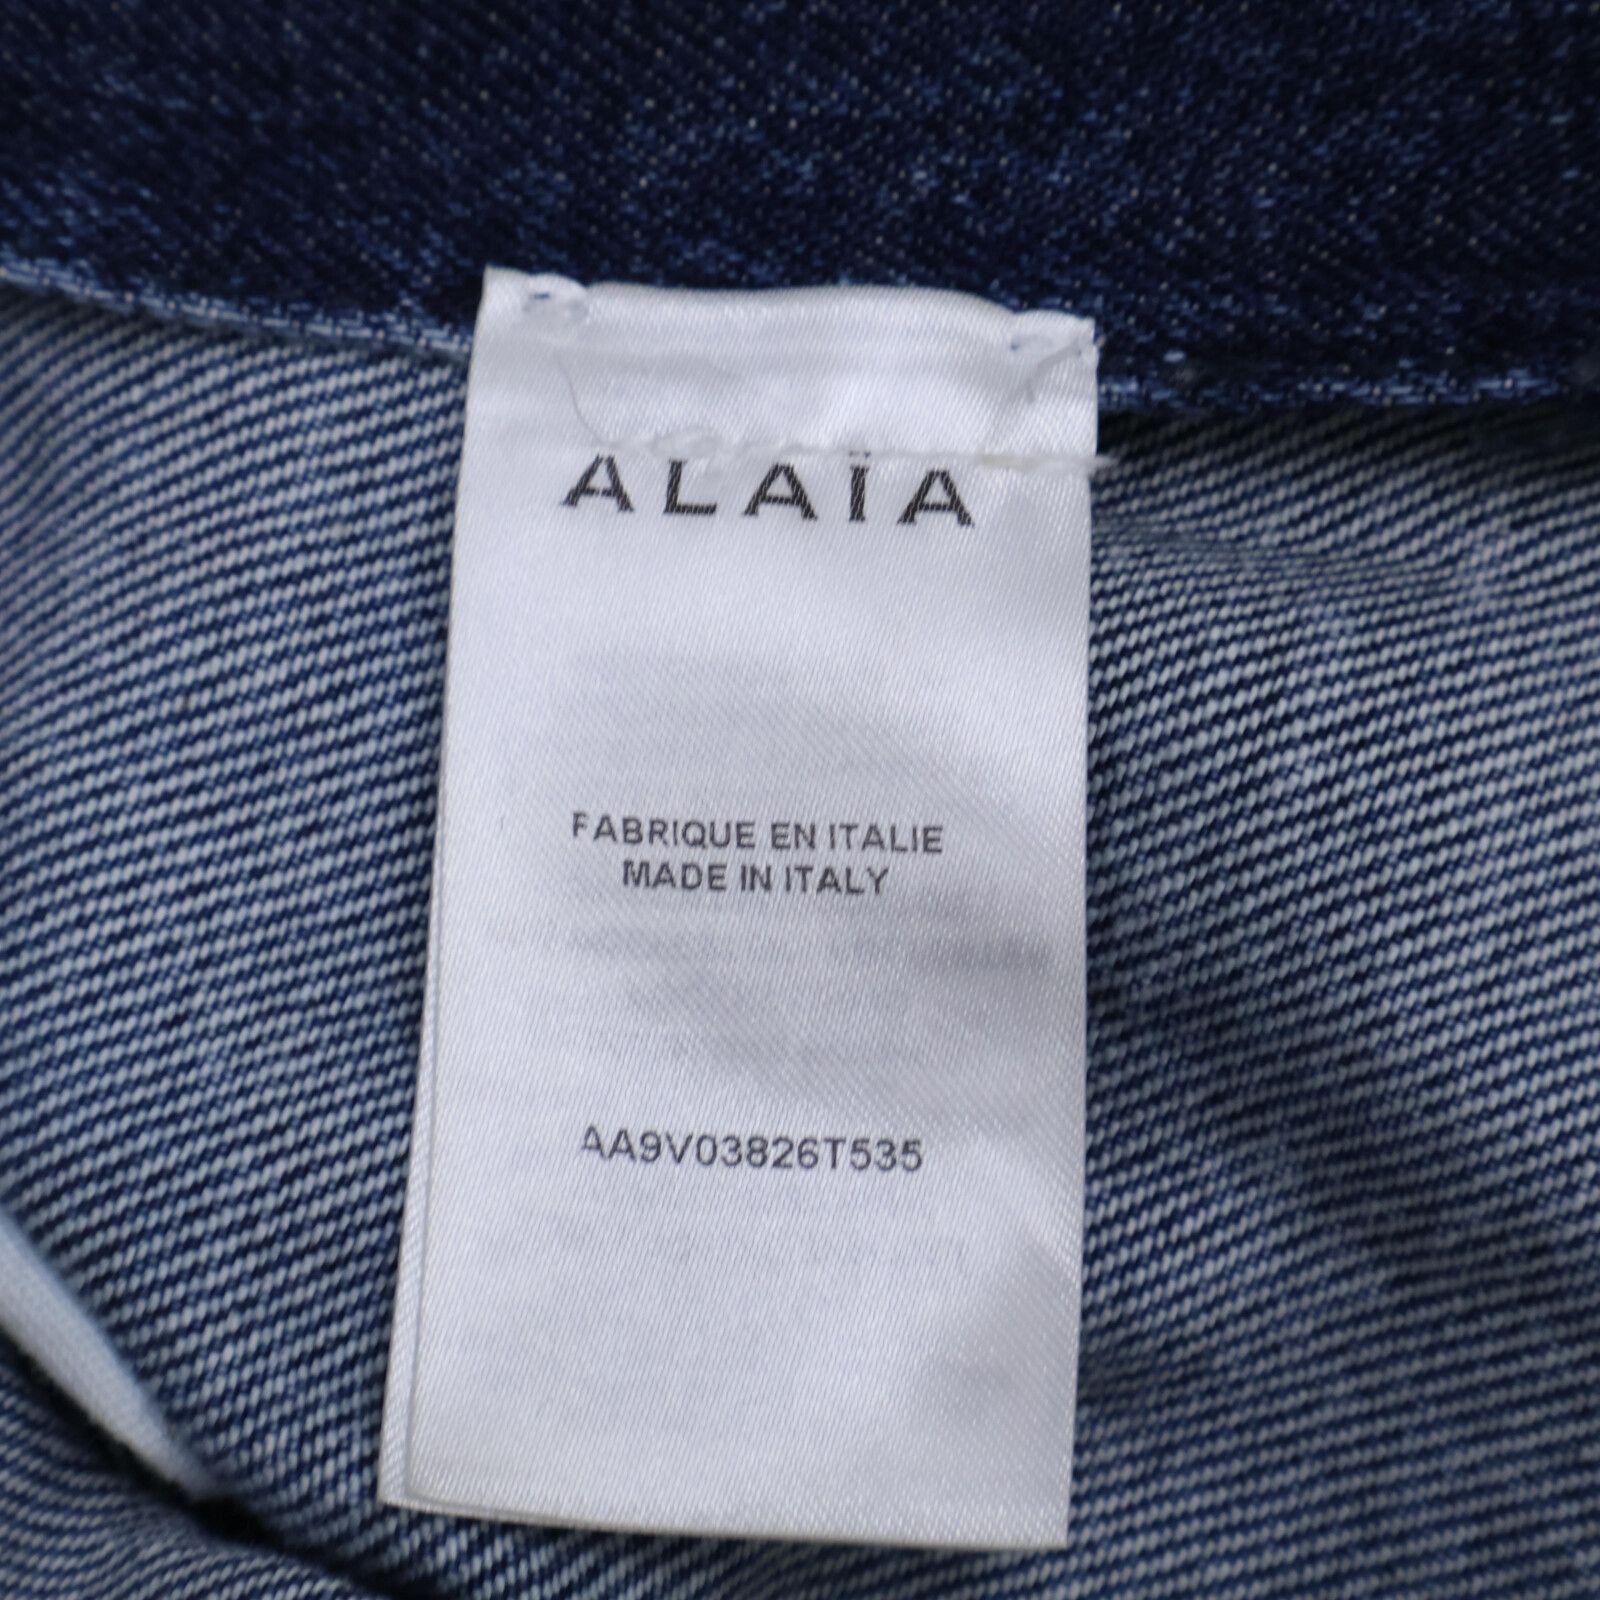 ALAÏA
FABRIQUE EN ITALIE
MADE IN ITALY
AA9V03826T535